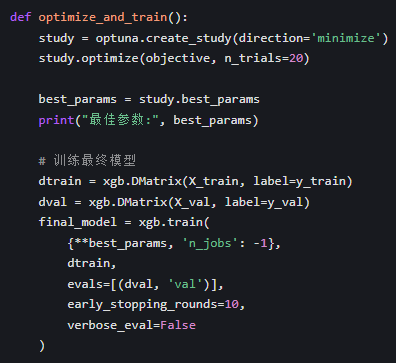 def optimize_and_train():
    study = optuna.create_study(direction='minimize')
    study.optimize(objective, n_trials=20)

    best_params = study.best_params
    print("最佳参数:", best_params)

    # 训练最终模型
    dtrain = xgb.DMatrix(X_train, label=y_train)
    dval = xgb.DMatrix(X_val, label=y_val)
    final_model = xgb.train(
        {**best_params, 'n_jobs': -1},
        dtrain,
        evals=[(dval, 'val')],
        early_stopping_rounds=10,
        verbose_eval=False
    )